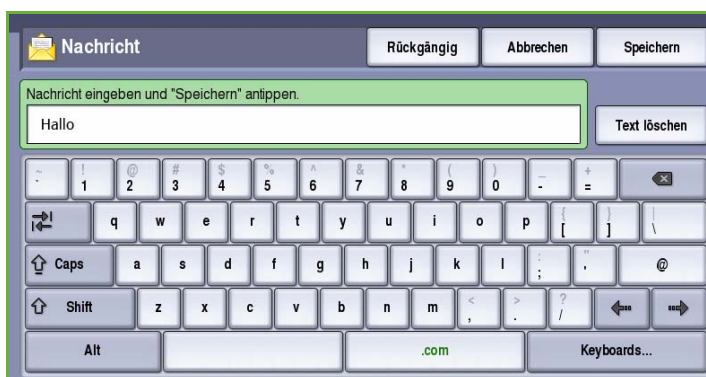 Nachricht Rückgängig Abbrechen Speichern
Nachricht eingeben und "Speichern" antippen.
Hallo Text löschen
~ ! @ # $ % ^ & * ( ) _ +
` 1 2 3 4 5 6 7 8 9 0 - =
q w e r t y u i o p { [ } ] | \
Caps a s d f g h j k l : ; " ' @
Shift z x c v b n m < , > . ? /
Alt .com Keyboards...